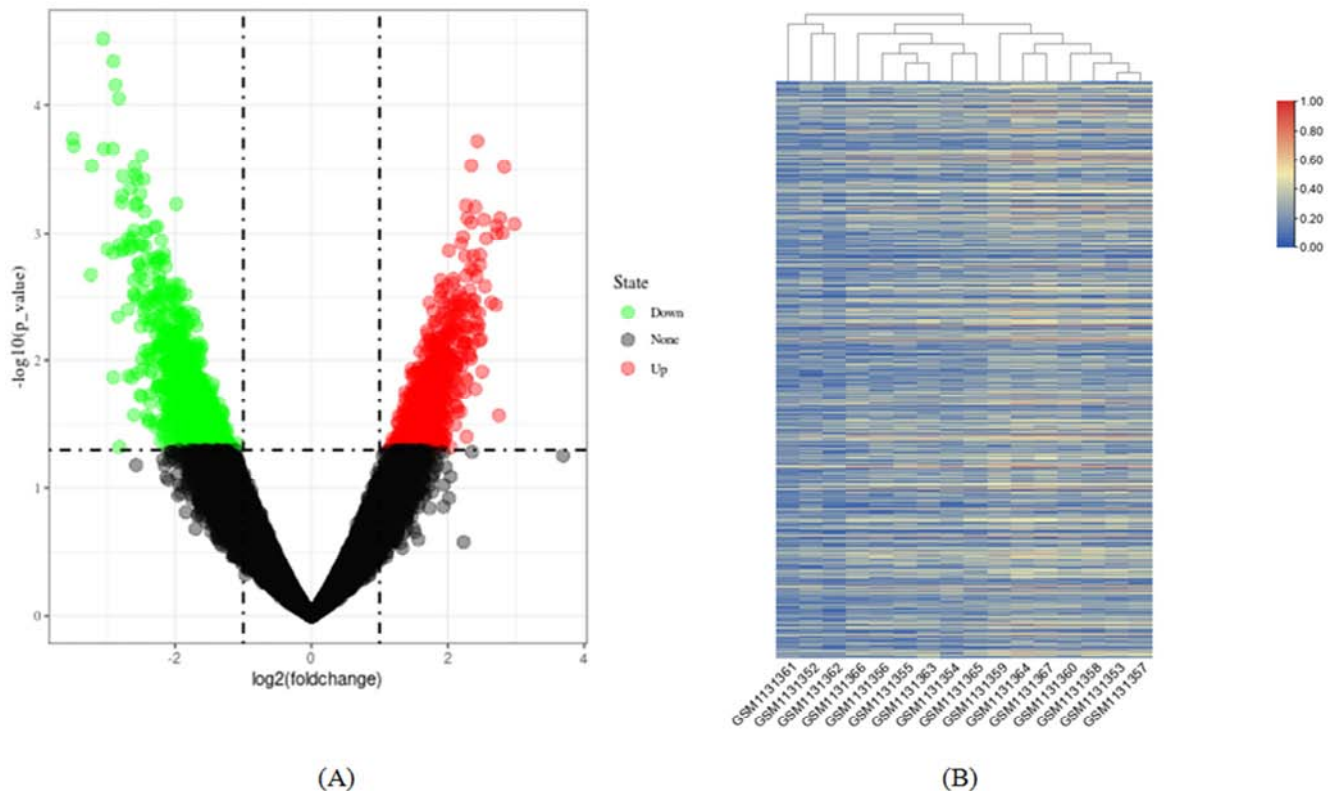 4
3
2
1
0
-log10(p_value)
-2
0
2
4
log2(foldchange)
State
Down
None
Up
(A)
1.00
0.80
0.60
0.40
0.20
0.00
GSM1131361
GSM1131352
GSM1131362
GSM1131366
GSM1131356
GSM1131355
GSM1131363
GSM1131354
GSM1131365
GSM1131359
GSM1131364
GSM1131367
GSM1131360
GSM1131358
GSM1131353
GSM1131357
(B)